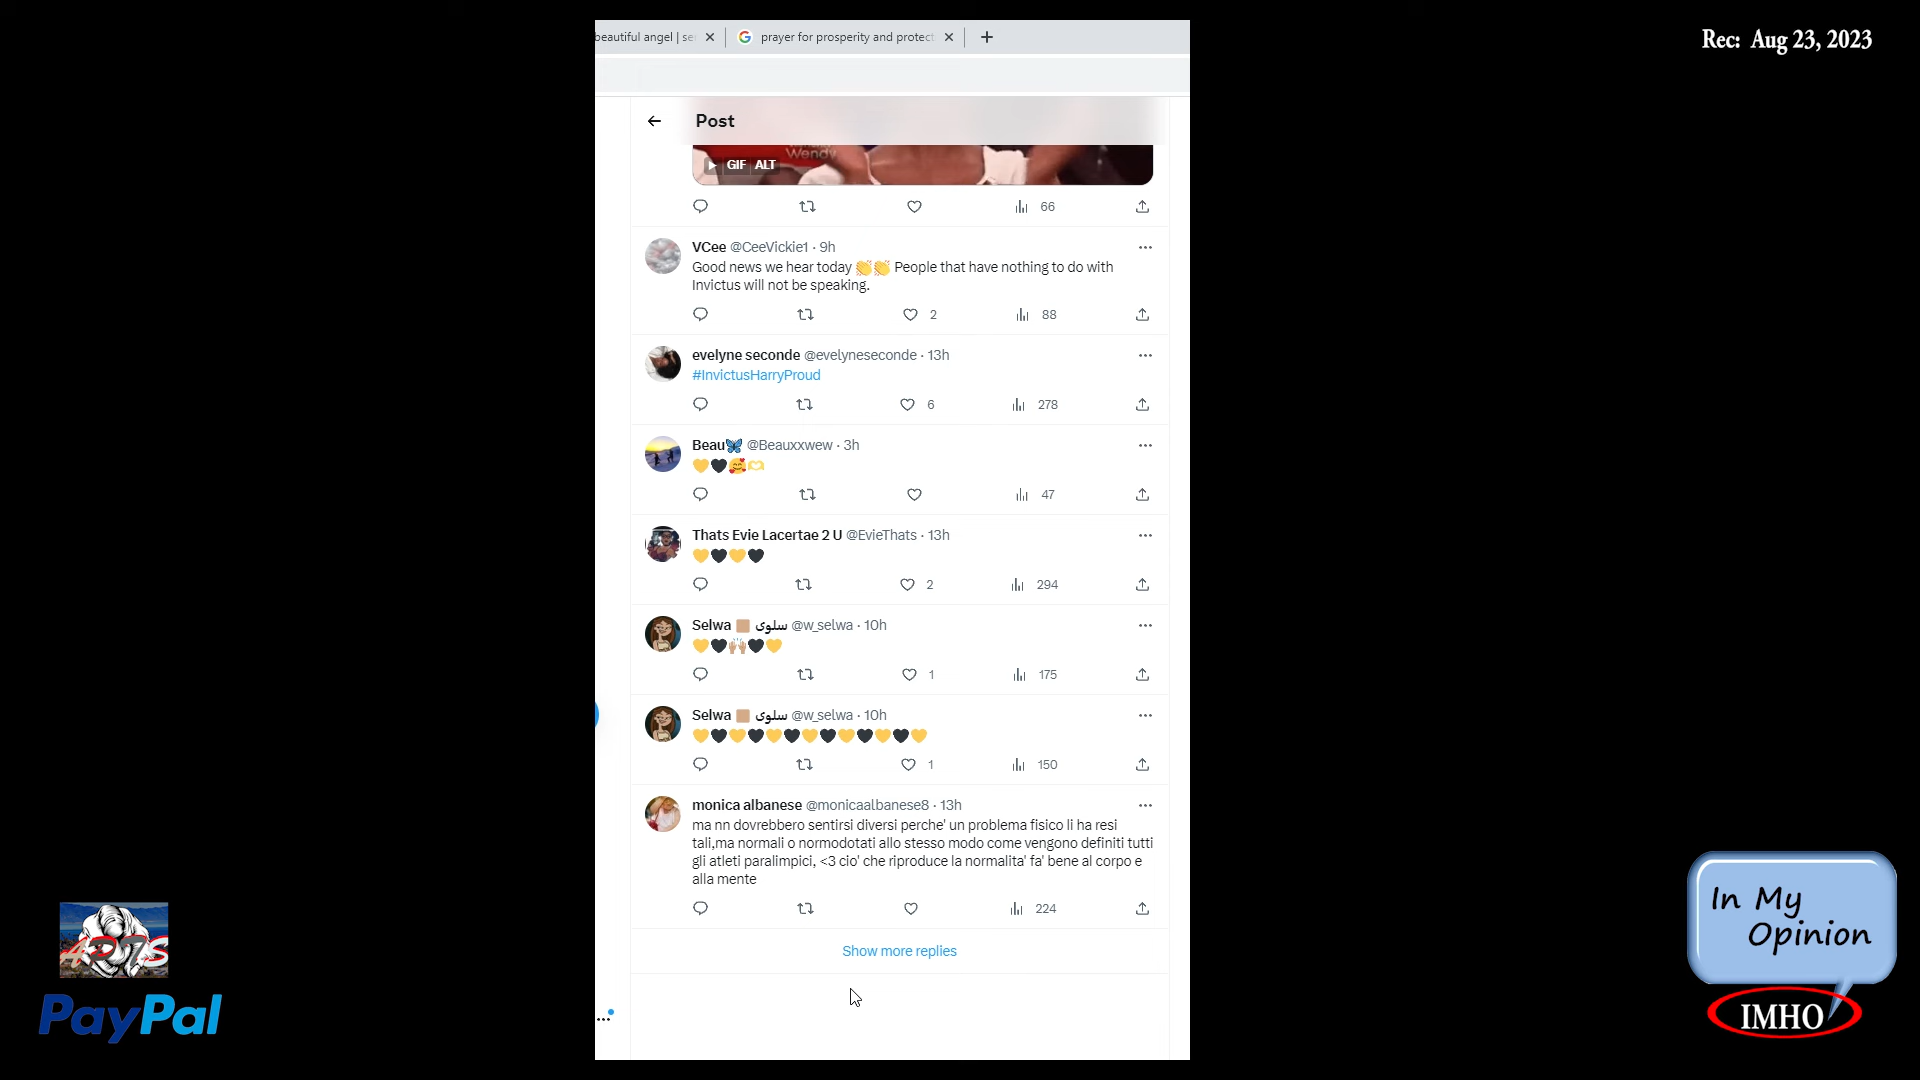 beautiful angel | se
prayer for prosperity and protect
Rec: Aug 23, 2023
Post
Wendy
GIF ALT
66
VCee @CeeVickie1 · 9h
Good news we hear today 👏👏 People that have nothing to do with
Invictus will not be speaking.
2 88
evelyne seconde @evelyneseconde · 13h
#InvictusHarryProud
6 278
Beau🦋 @Beauxxwew · 3h
💛🖤🥰🫶
47
Thats Evie Lacertae 2 U @EvieThats · 13h
💛🖤💛🖤
2 294
Selwa 🏽 سلوى @w_selwa · 10h
💛🖤🙌🏽🖤💛
1 175
Selwa 🏽 سلوى @w_selwa · 10h
💛🖤💛🖤💛🖤💛🖤💛🖤💛🖤💛
1 150
monica albanese @monicaalbanese8 · 13h
ma nn dovrebbero sentirsi diversi perche' un problema fisico li ha resi
tali,ma normali o normodotati allo stesso modo come vengono definiti tutti
gli atleti paralimpici, <3 cio' che riproduce la normalita' fa' bene al corpo e
alla mente
224
Show more replies
PayPal
In My
Opinion
IMHO